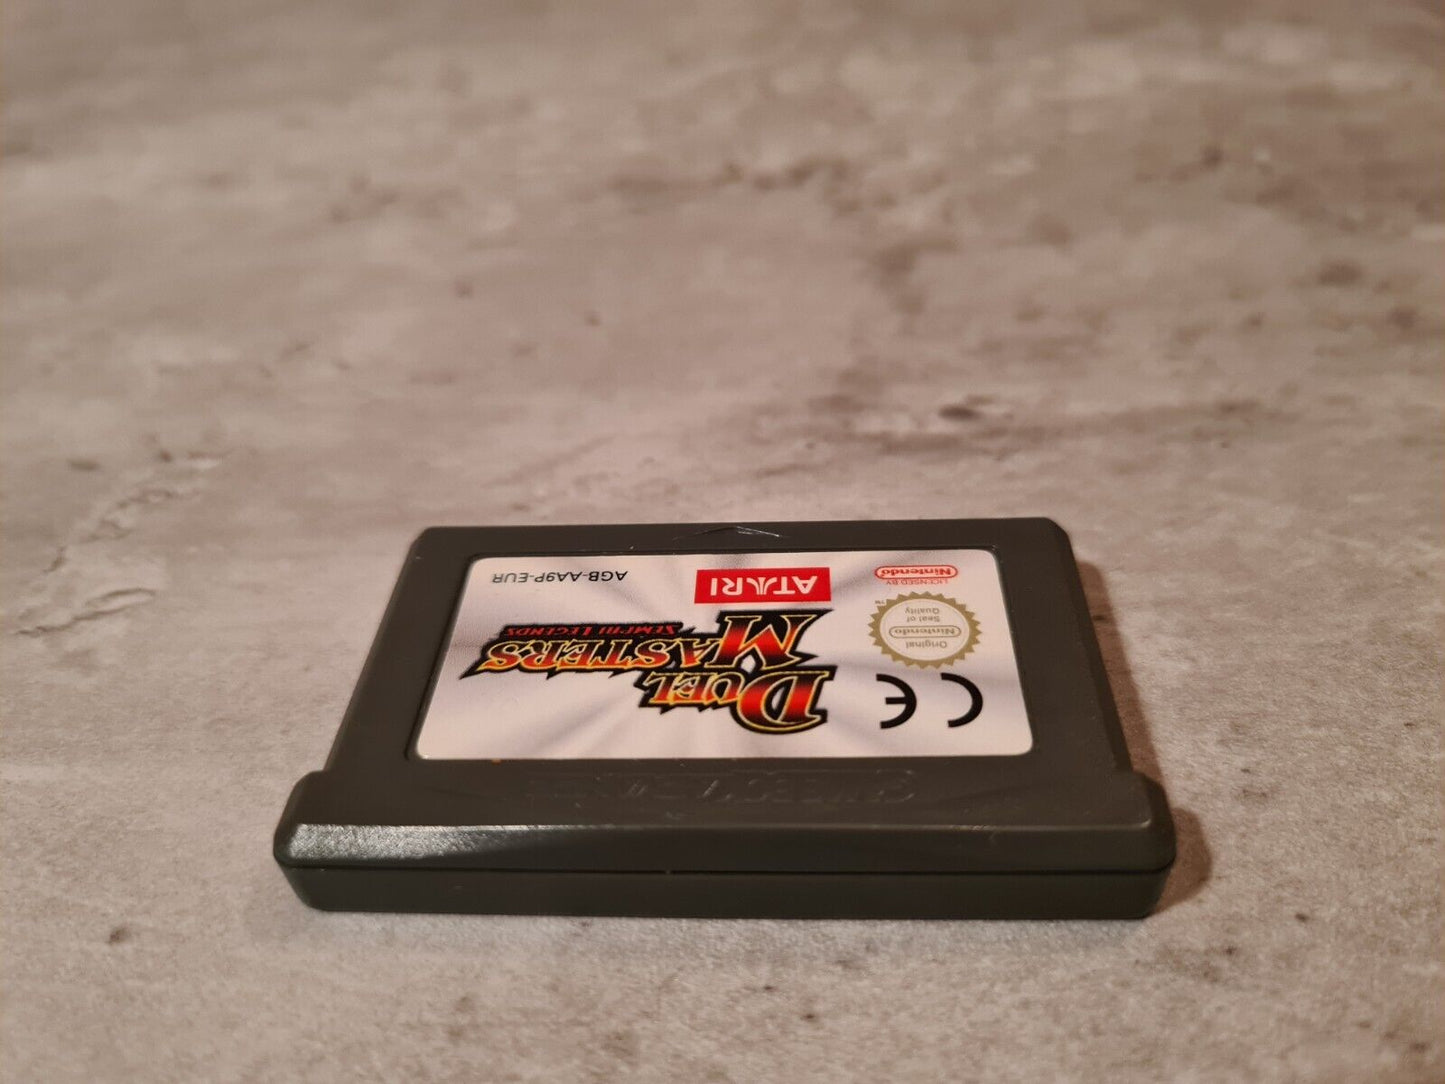 GAME BOY ADVANCE
DUEL
MASTERS
SEMPAI LEGENDS
ATARI
AGB-AA9P-EUR
CE
Original
Nintendo
Seal of
Quality
TM
LICENSED BY
Nintendo